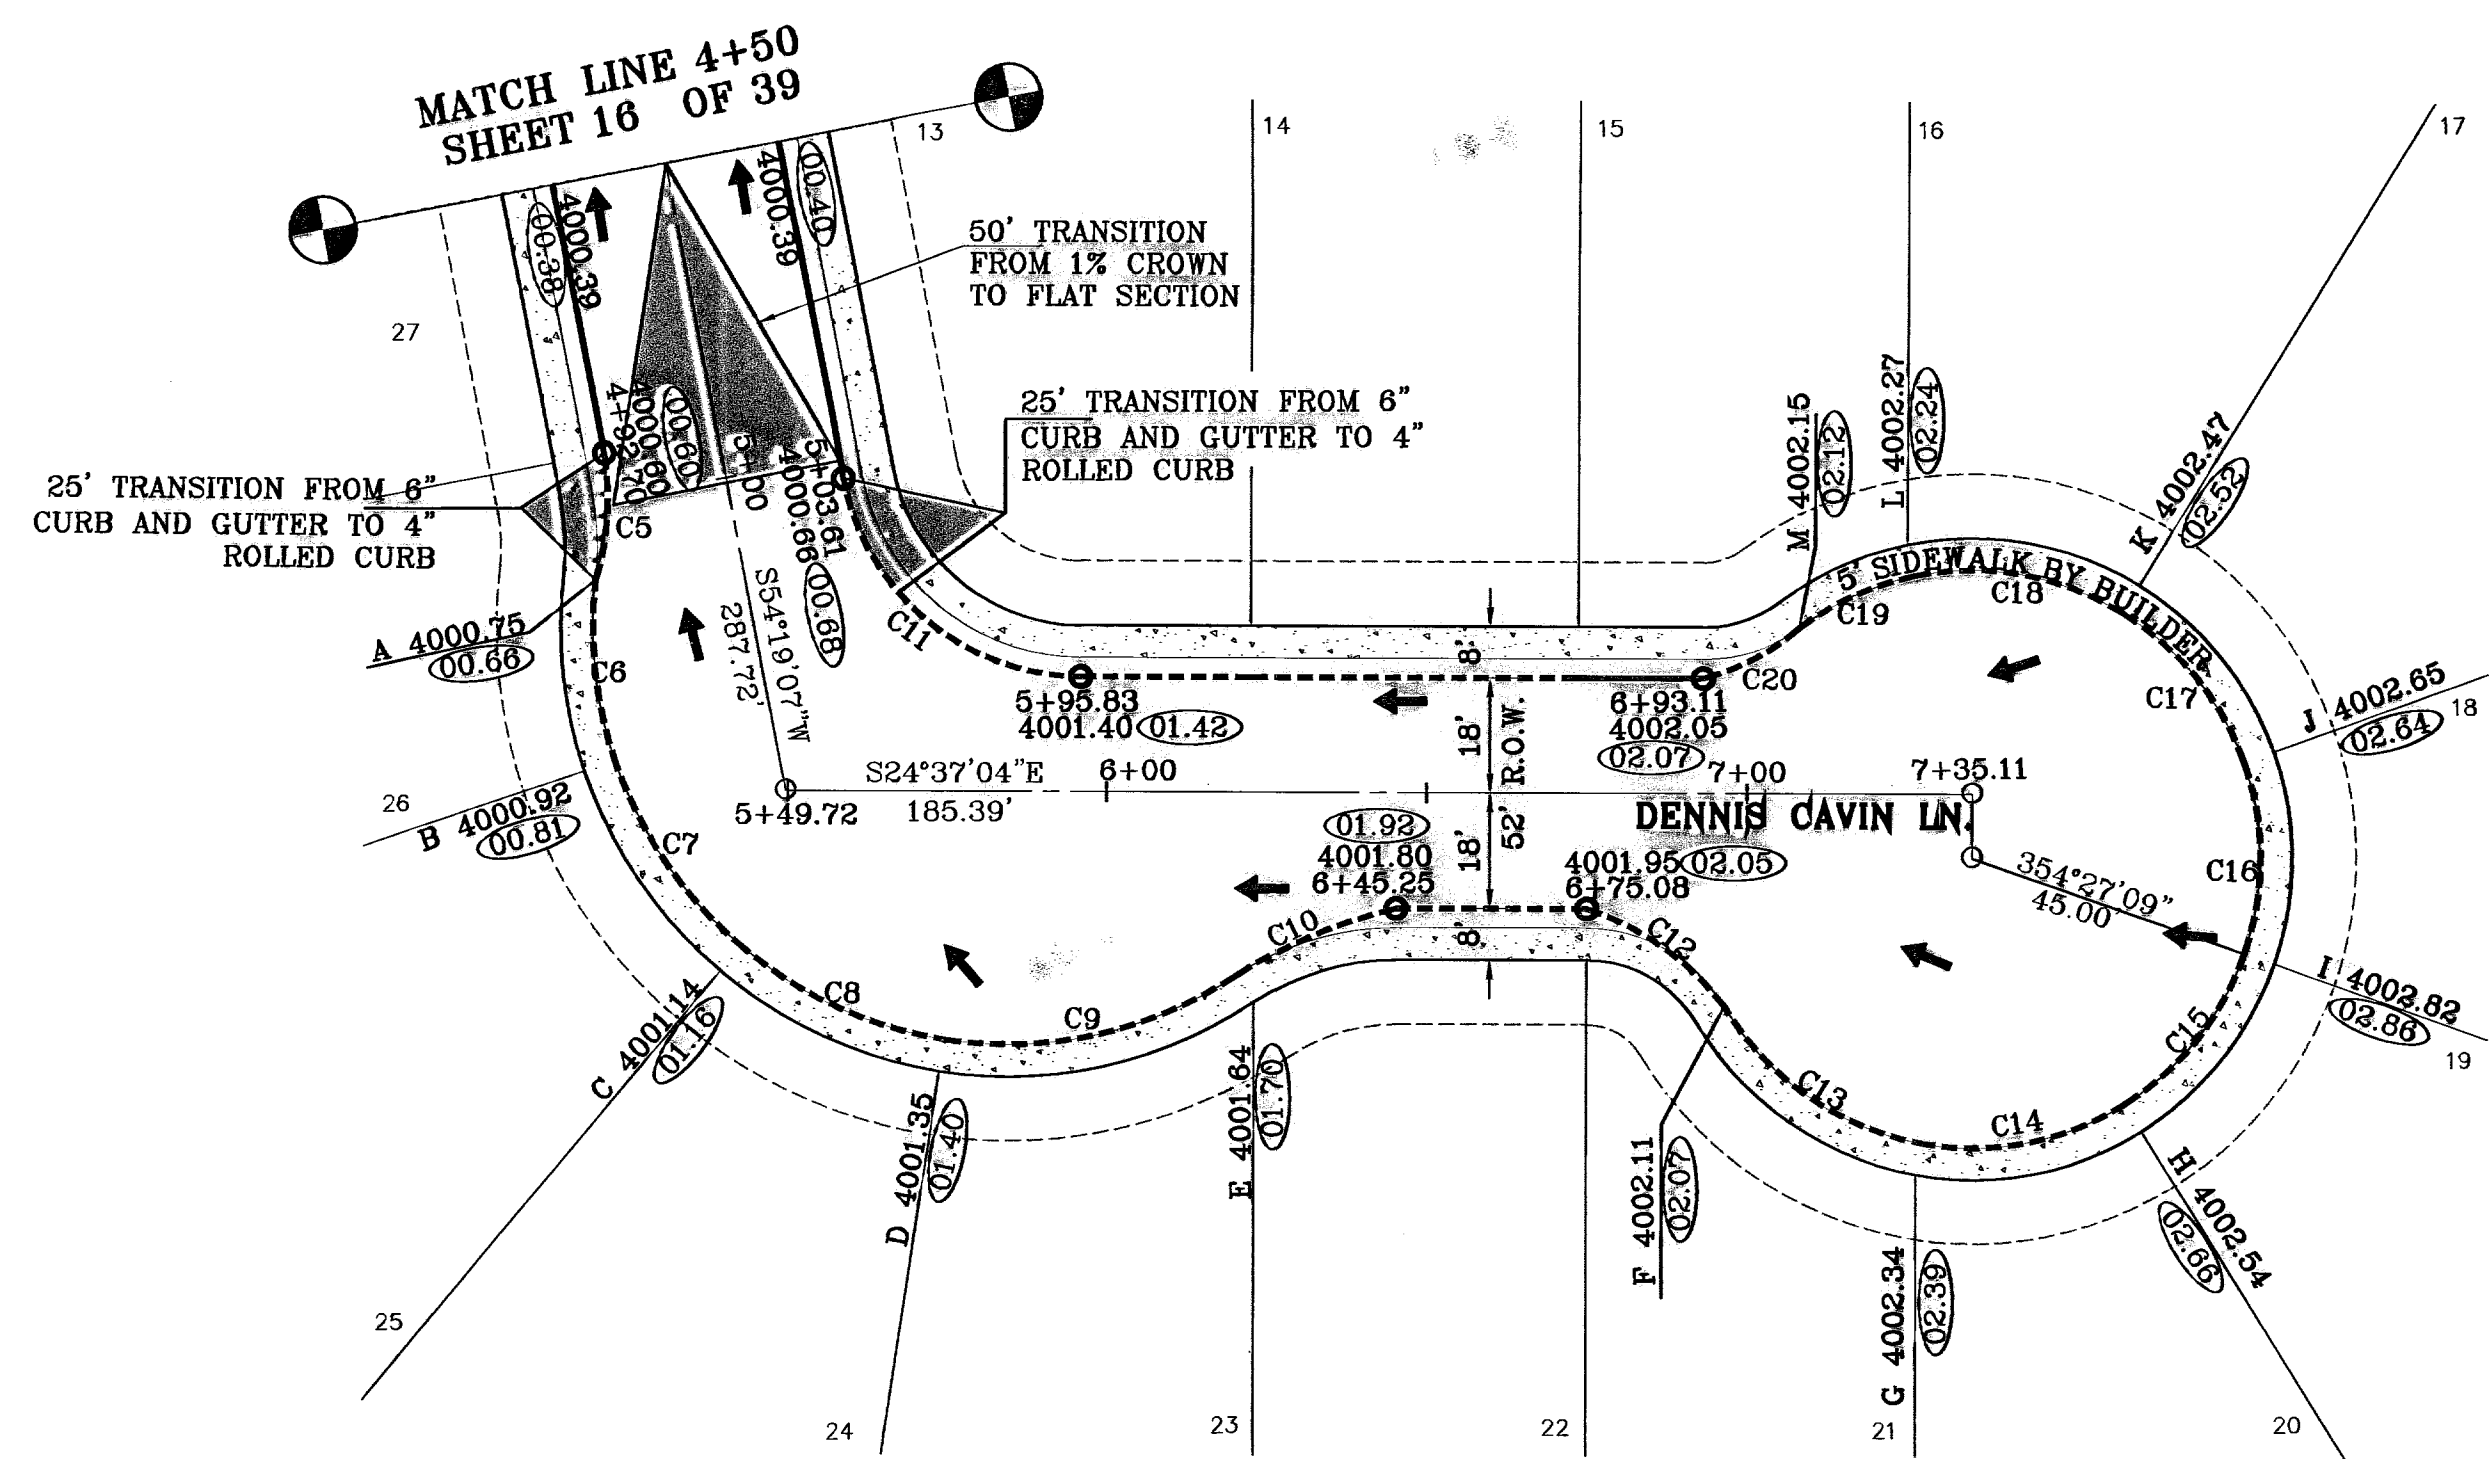 MATCH LINE 4+50
SHEET 16 OF 39
13
14
15
16
17
4000.39
00.38
4000.39
00.40
50' TRANSITION
FROM 1% CROWN
TO FLAT SECTION
27
25' TRANSITION FROM 6"
CURB AND GUTTER TO 4"
ROLLED CURB
25' TRANSITION FROM 6"
CURB AND GUTTER TO 4"
ROLLED CURB
4+92.70
4000.60
00.60
5+00
5+03.61
4000.66
00.68
C5
M 4002.15
02.12
L 4002.27
02.24
K 4002.47
02.52
5' SIDEWALK BY BUILDER
C18
C19
C11
A 4000.75
00.66
C6
S54°19'07"W
287.72'
8'
C20
C17
J 4002.65
02.64
18
5+95.83
4001.40 01.42
6+93.11
4002.05
02.07
18'
R.O.W.
S24°37'04"E
185.39'
6+00
7+00
7+35.11
5+49.72
DENNIS CAVIN LN.
26
B 4000.92
00.81
C7
01.92
4001.80
6+45.25
18'
52'
4001.95 02.05
6+75.08
354°27'09"
45.00'
C16
C10
8'
C12
I 4002.82
02.86
19
C8
C9
C 4001.14
01.16
C15
C13
C14
D 4001.35
01.40
E 4001.64
01.70
F 4002.11
02.07
G 4002.34
02.39
H 4002.54
02.66
25
24
23
22
21
20